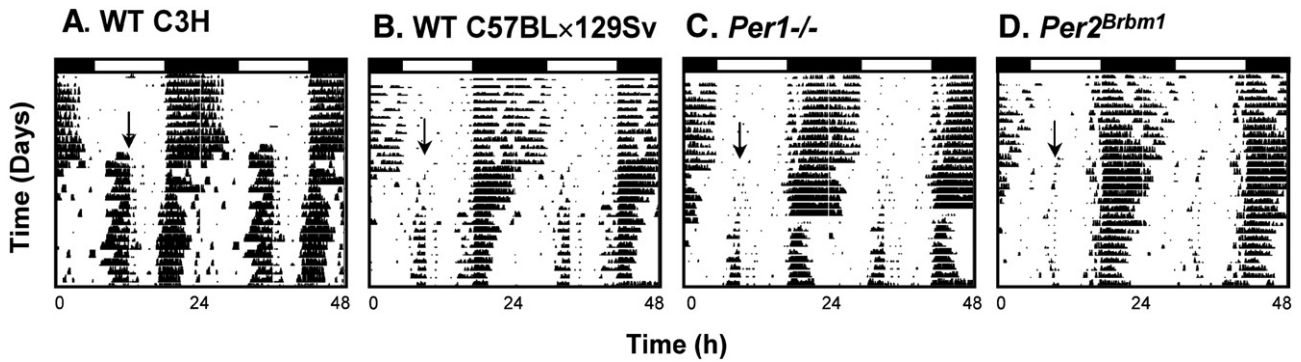 A. WT C3H
B. WT C57BL×129Sv
C. Per1-/-
D. Per2Brbm1
Time (Days)
0 24 48
0 24 48
0 24 48
0 24 48
Time (h)